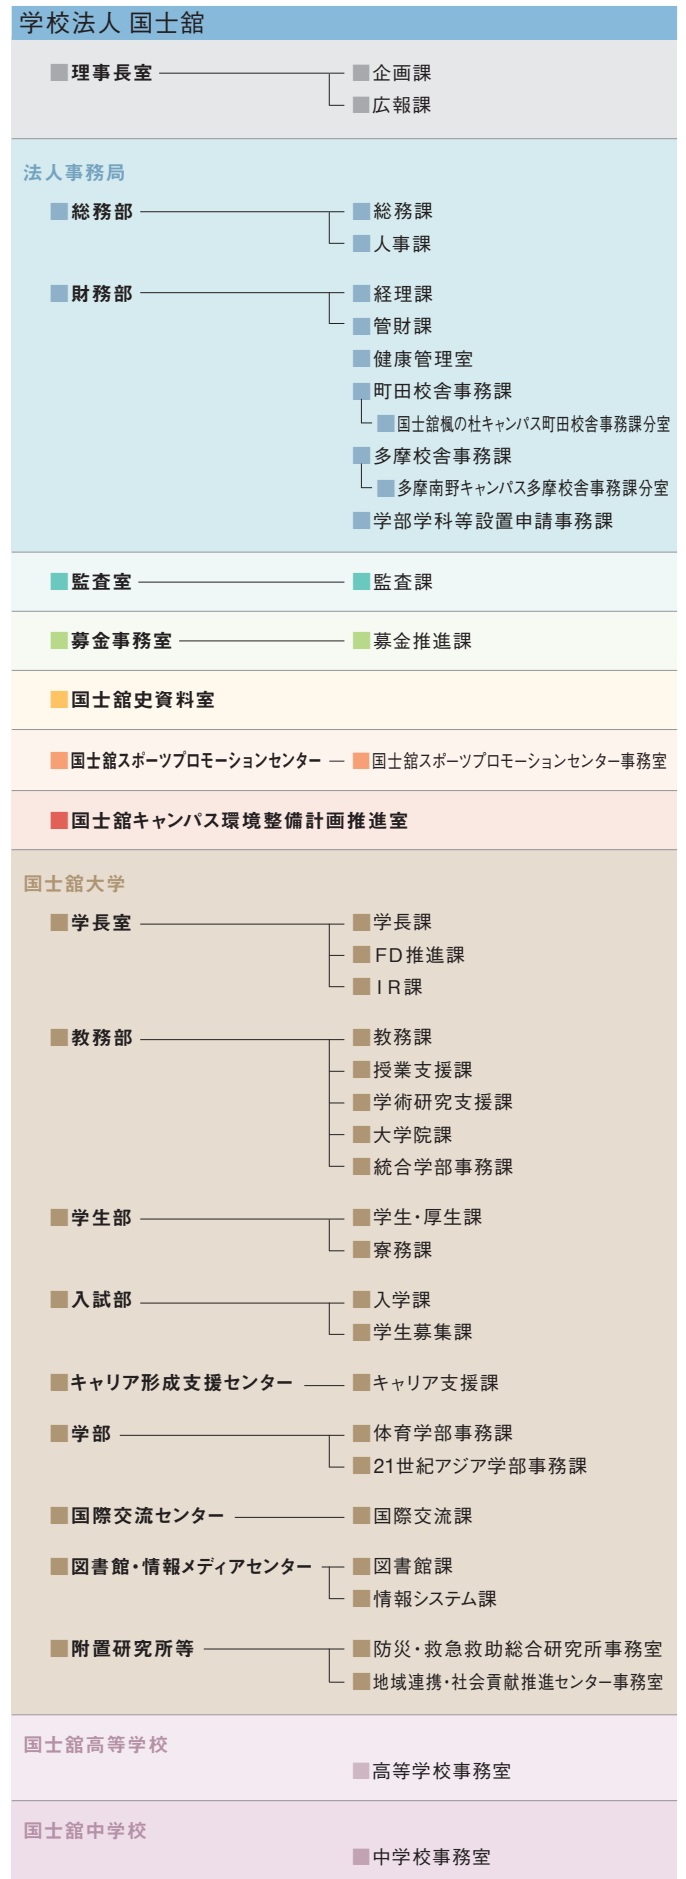 学校法人 国士舘
理事長室 企画課
広報課
法人事務局
総務部 総務課
人事課
財務部 経理課
管財課
健康管理室
町田校舎事務課
国士舘楓の杜キャンパス町田校舎事務課分室
多摩校舎事務課
多摩南野キャンパス多摩校舎事務課分室
学部学科等設置申請事務課
監査室 監査課
募金事務室 募金推進課
国士舘史資料室
国士舘スポーツプロモーションセンター 国士舘スポーツプロモーションセンター事務室
国士舘キャンパス環境整備計画推進室
国士舘大学
学長室 学長課
FD推進課
IR課
教務部 教務課
授業支援課
学術研究支援課
大学院課
統合学部事務課
学生部 学生・厚生課
寮務課
入試部 入学課
学生募集課
キャリア形成支援センター キャリア支援課
学部 体育学部事務課
21世紀アジア学部事務課
国際交流センター 国際交流課
図書館・情報メディアセンター 図書館課
情報システム課
附置研究所等 防災・救急救助総合研究所事務室
地域連携・社会貢献推進センター事務室
国士舘高等学校
高等学校事務室
国士舘中学校
中学校事務室